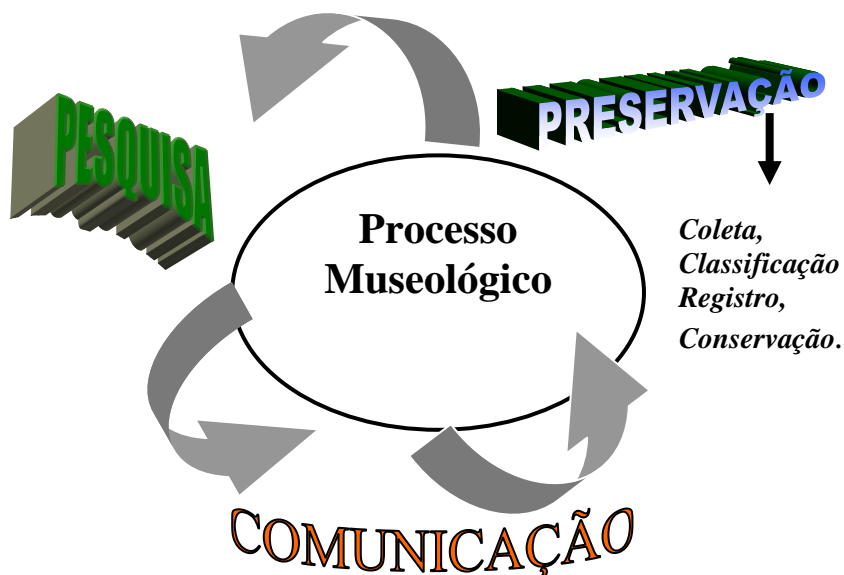 PRESERVAÇÃO
PESQUISA
Processo
Museológico
Coleta,
Classificação
Registro,
Conservação.
COMUNICAÇÃO